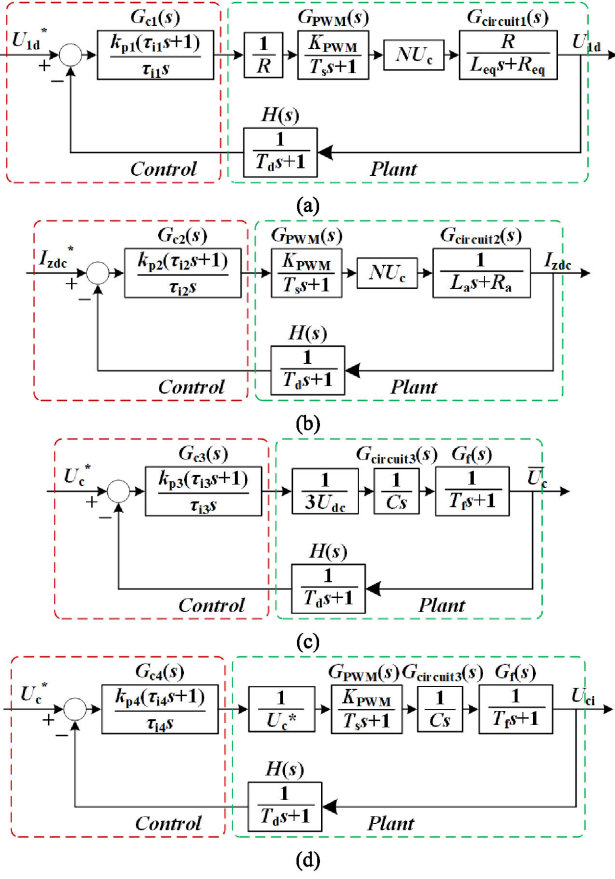 G_c1(s) G_PWM(s) G_circuit1(s)
U_1d* + − k_p1(τ_i1s+1)/τ_i1s 1/R K_PWM/T_ss+1 NU_c R/L_eqs+R_eq U_1d
H(s)
1/T_ds+1
Control Plant
(a)
G_c2(s) G_PWM(s) G_circuit2(s)
I_zdc* + − k_p2(τ_i2s+1)/τ_i2s K_PWM/T_ss+1 NU_c 1/L_as+R_a I_zdc
H(s)
1/T_ds+1
Control Plant
(b)
G_c3(s) G_circuit3(s) G_f(s)
U_c* + − k_p3(τ_i3s+1)/τ_i3s 1/3U_dc 1/Cs 1/T_fs+1 U̅_c
H(s)
1/T_ds+1
Control Plant
(c)
G_c4(s) G_PWM(s) G_circuit3(s) G_f(s)
U_c* + − k_p4(τ_i4s+1)/τ_i4s 1/U_c* K_PWM/T_ss+1 1/Cs 1/T_fs+1 U_ci
H(s)
1/T_ds+1
Control Plant
(d)